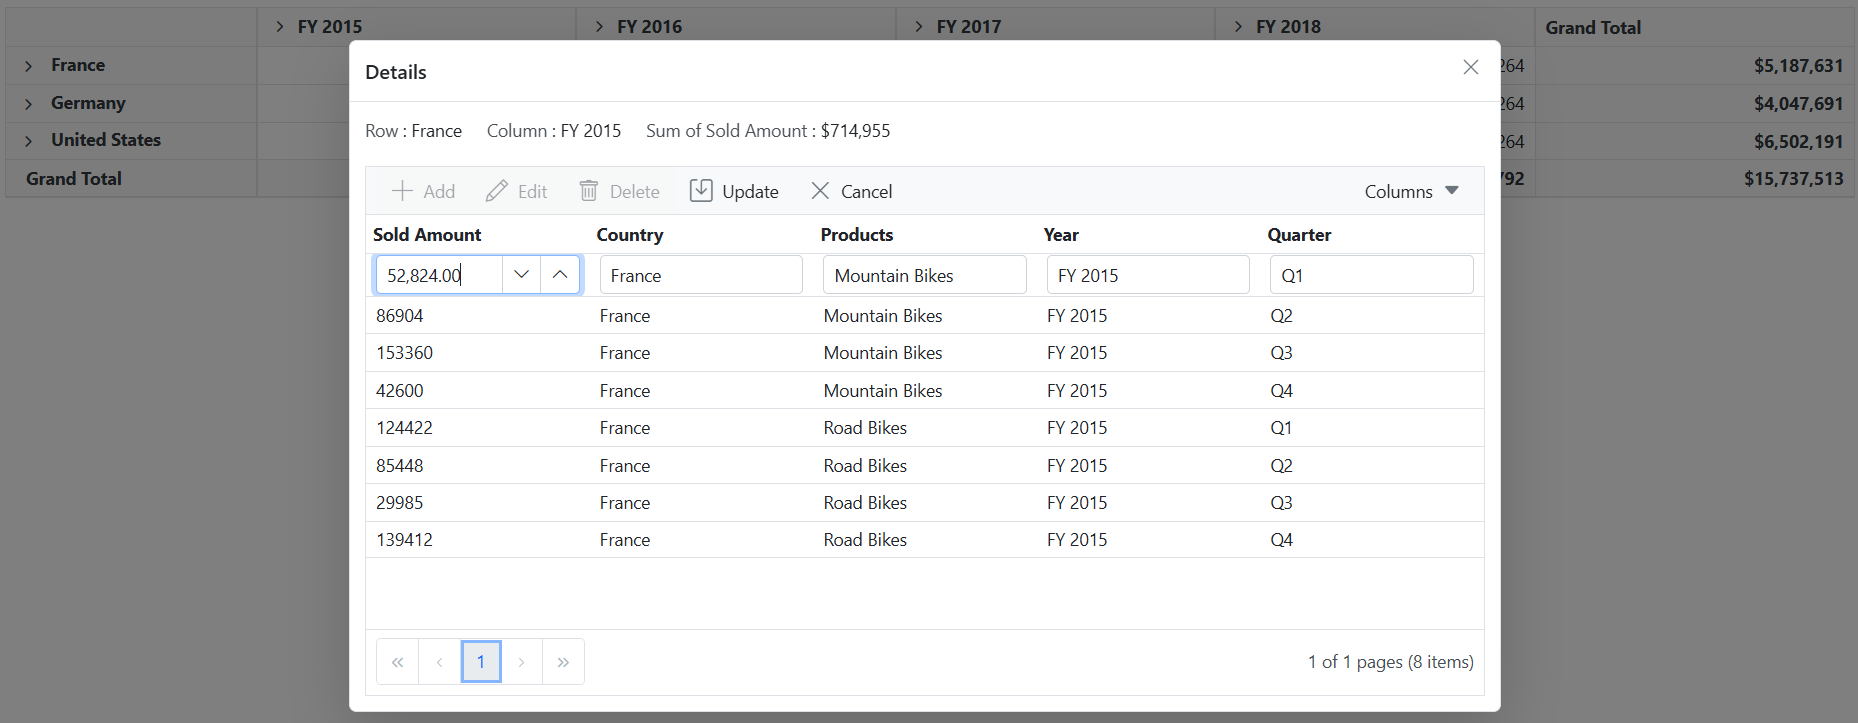 FY 2015 FY 2016 FY 2017 FY 2018 Grand Total
France 264 $5,187,631
Germany 264 $4,047,691
United States 264 $6,502,191
Grand Total 792 $15,737,513
Details
Row : France Column : FY 2015 Sum of Sold Amount : $714,955
Add Edit Delete Update Cancel Columns
Sold Amount Country Products Year Quarter
52,824.00 France Mountain Bikes FY 2015 Q1
86904 France Mountain Bikes FY 2015 Q2
153360 France Mountain Bikes FY 2015 Q3
42600 France Mountain Bikes FY 2015 Q4
124422 France Road Bikes FY 2015 Q1
85448 France Road Bikes FY 2015 Q2
29985 France Road Bikes FY 2015 Q3
139412 France Road Bikes FY 2015 Q4
« ‹ 1 › » 1 of 1 pages (8 items)